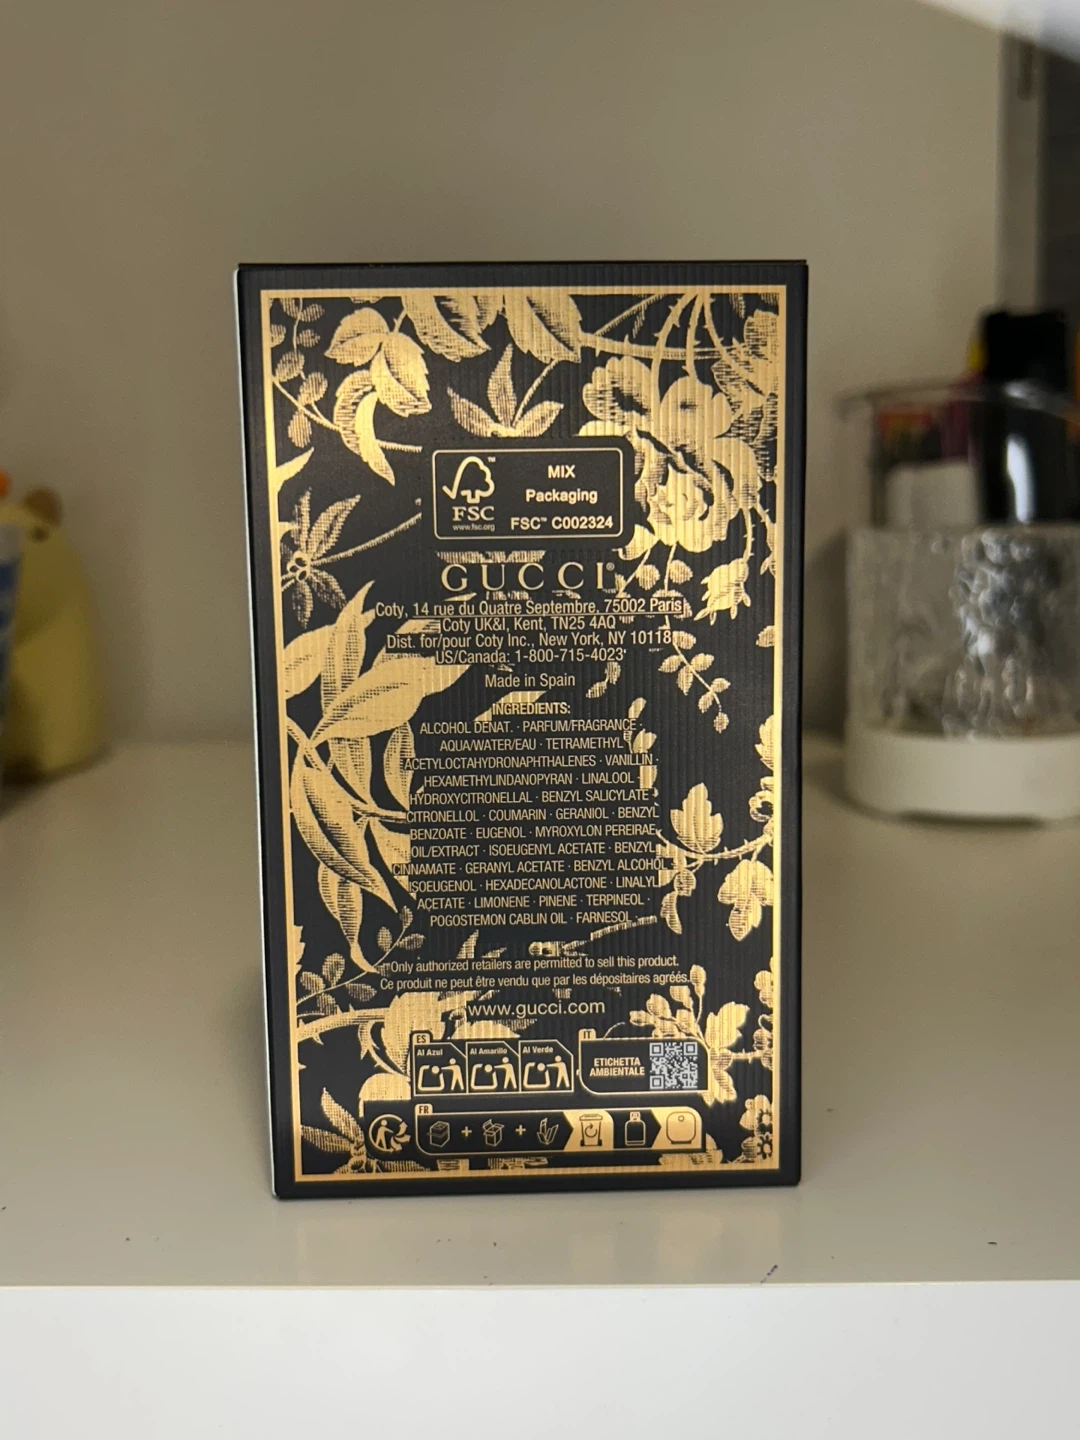 FSC™
www.fsc.org
MIX
Packaging
FSC™ C002324
GUCCI®
Coty, 14 rue du Quatre Septembre, 75002 Paris
Coty UK&I, Kent, TN25 4AQ
Dist. for/pour Coty Inc., New York, NY 10118
US/Canada: 1-800-715-4023
Made in Spain
INGREDIENTS:
ALCOHOL DENAT. · PARFUM/FRAGRANCE ·
AQUA/WATER/EAU · TETRAMETHYL
ACETYLOCTAHYDRONAPHTHALENES · VANILLIN ·
HEXAMETHYLINDANOPYRAN · LINALOOL ·
HYDROXYCITRONELLAL · BENZYL SALICYLATE ·
CITRONELLOL · COUMARIN · GERANIOL · BENZYL
BENZOATE · EUGENOL · MYROXYLON PEREIRAE
OIL/EXTRACT · ISOEUGENYL ACETATE · BENZYL
CINNAMATE · GERANYL ACETATE · BENZYL ALCOHOL ·
ISOEUGENOL · HEXADECANOLACTONE · LINALYL
ACETATE · LIMONENE · PINENE · TERPINEOL ·
POGOSTEMON CABLIN OIL · FARNESOL
Only authorized retailers are permitted to sell this product.
Ce produit ne peut être vendu que par les dépositaires agréés.
www.gucci.com
ES
Al Azul
Al Amarillo
Al Verde
IT
ETICHETTA
AMBIENTALE
FR